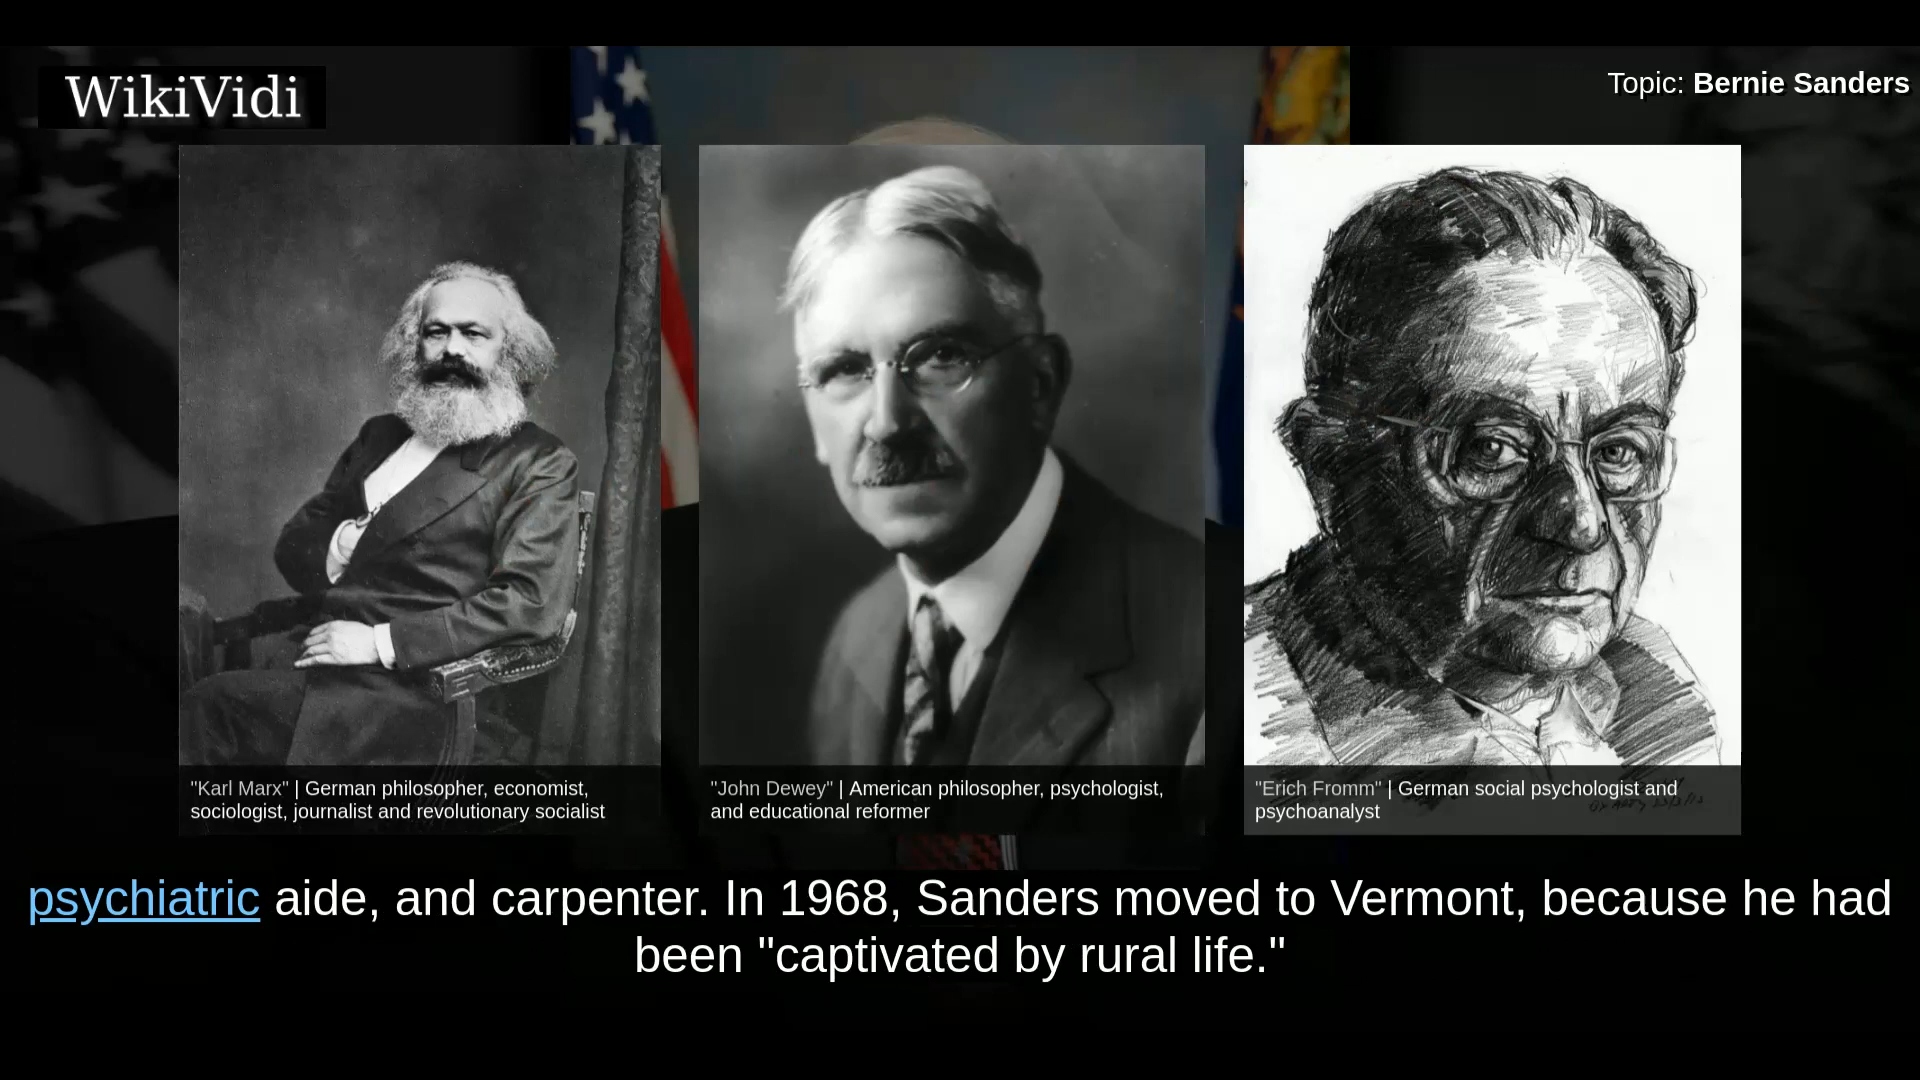 WikiVidi
Topic: Bernie Sanders
"Karl Marx" | German philosopher, economist,
sociologist, journalist and revolutionary socialist
"John Dewey" | American philosopher, psychologist,
and educational reformer
"Erich Fromm" | German social psychologist and
psychoanalyst
psychiatric aide, and carpenter. In 1968, Sanders moved to Vermont, because he had
been "captivated by rural life."